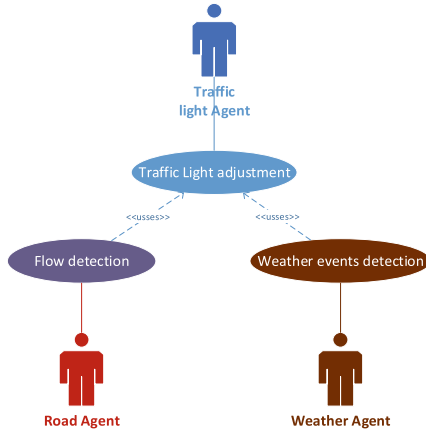 Traffic
light Agent
Traffic Light adjustment
<<usses>>
<<usses>>
Flow detection
Weather events detection
Road Agent
Weather Agent